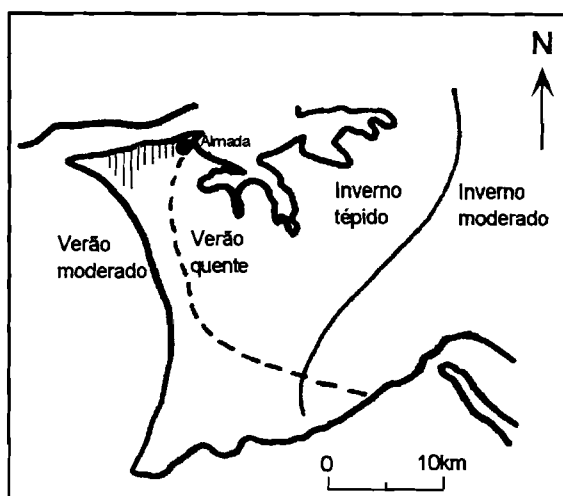 N
Almada
Inverno
tépido
Inverno
moderado
Verão
moderado
Verão
quente
0
10km